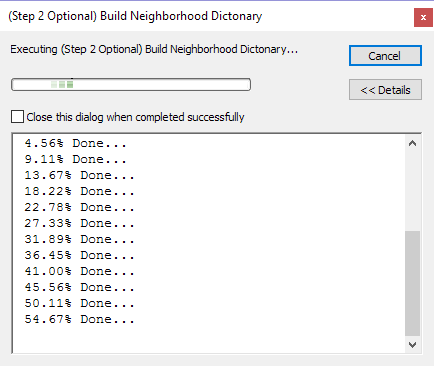 (Step 2 Optional) Build Neighborhood Dictonary
Executing (Step 2 Optional) Build Neighborhood Dictonary...
Cancel
<< Details
Close this dialog when completed successfully
4.56% Done...
9.11% Done...
13.67% Done...
18.22% Done...
22.78% Done...
27.33% Done...
31.89% Done...
36.45% Done...
41.00% Done...
45.56% Done...
50.11% Done...
54.67% Done...